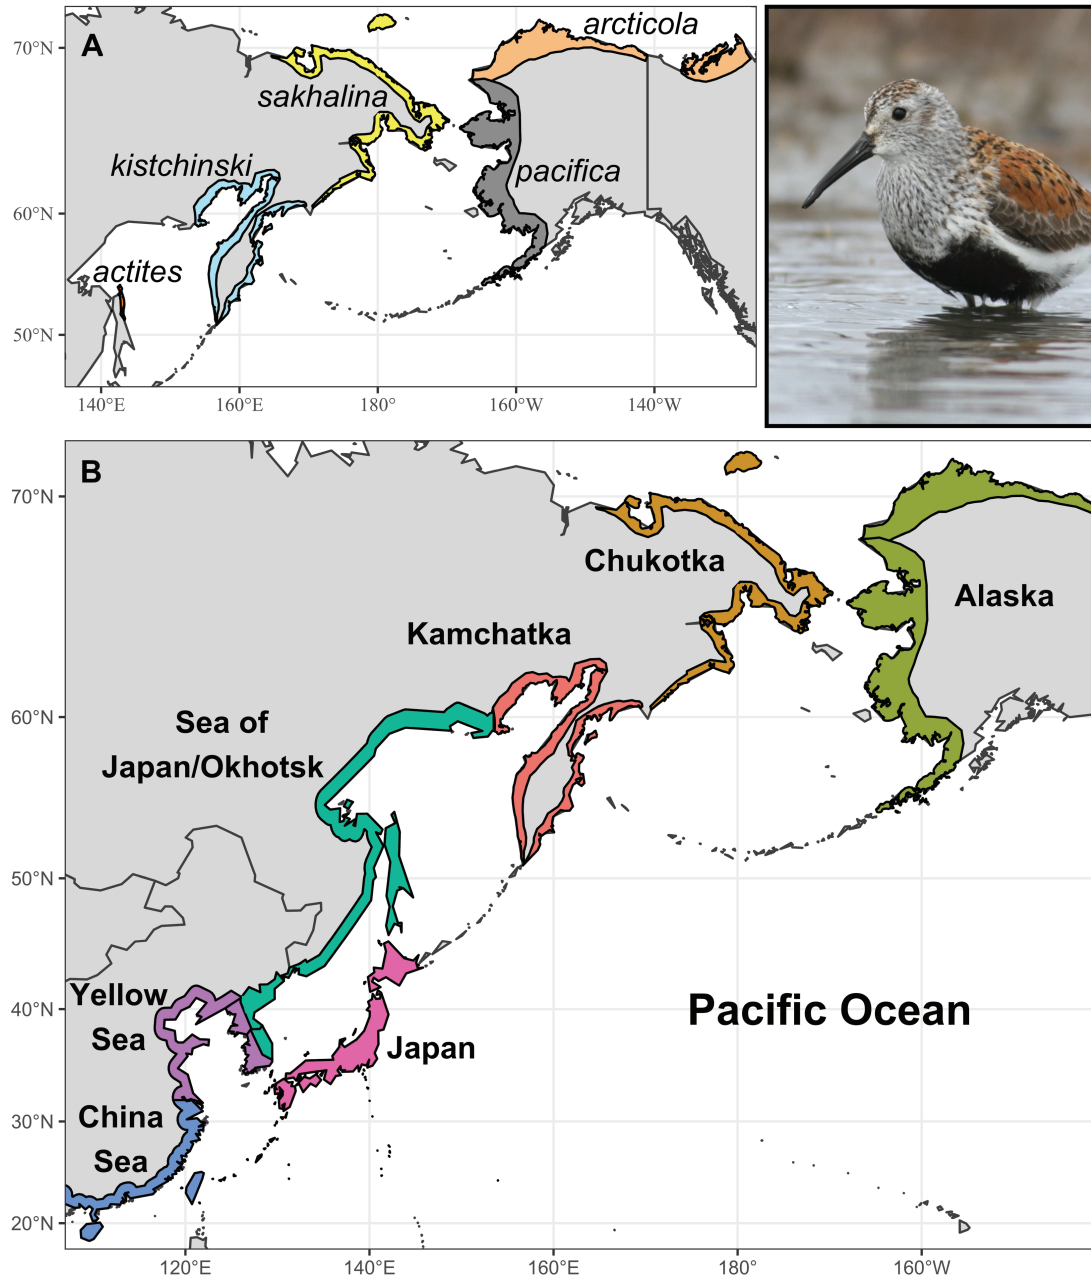 A
arcticola
70°N
sakhalina
kistchinski
pacifica
60°N
actites
50°N
140°E
160°E
180°
160°W
140°W
B
70°N
Chukotka
Alaska
Kamchatka
60°N
Sea of
Japan/Okhotsk
50°N
Yellow
Sea
40°N
Pacific Ocean
Japan
China
Sea
30°N
20°N
120°E
140°E
160°E
180°
160°W